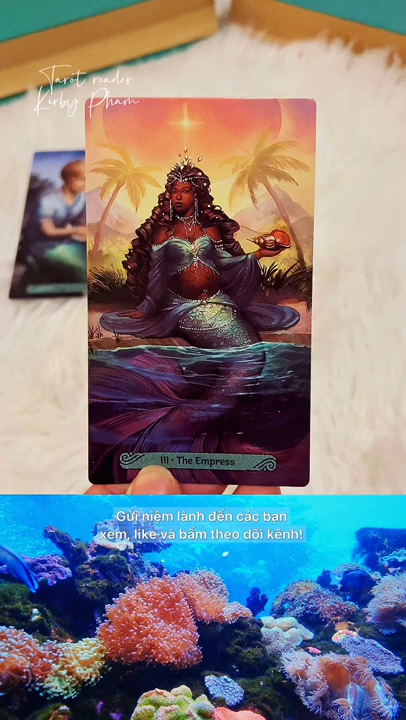 Tarot reader
Kirby Pham
III · The Empress
Gửi niệm lành đến các bạn
xem, like và bấm theo dõi kênh!